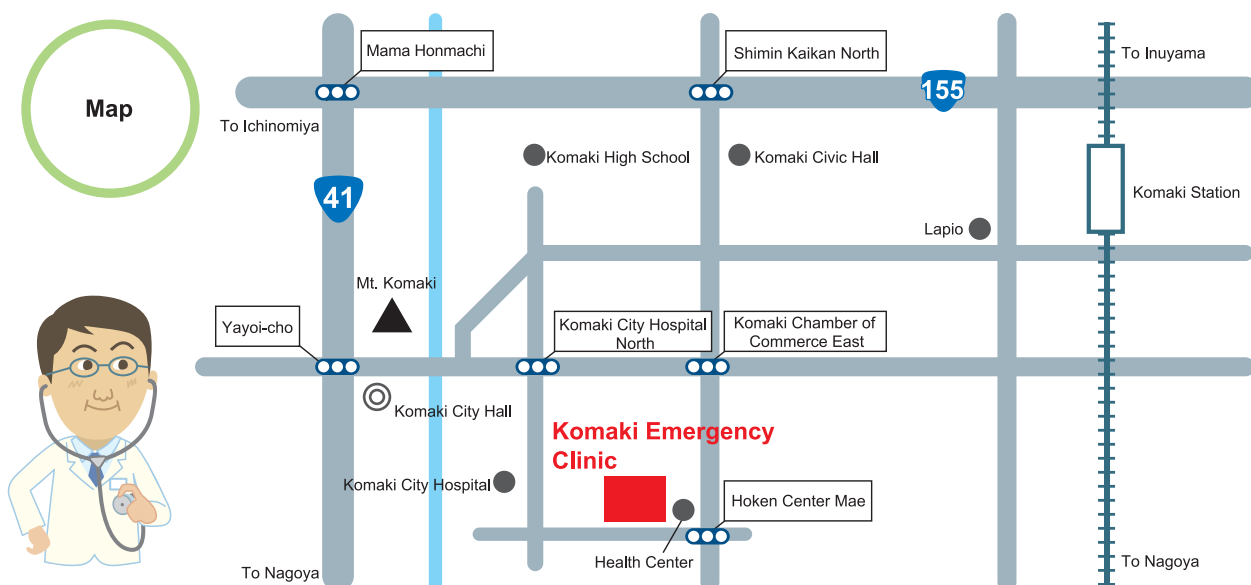 Map
Mama Honmachi
Shimin Kaikan North
To Inuyama
155
To Ichinomiya
Komaki High School
Komaki Civic Hall
41
Komaki Station
Lapio
Mt. Komaki
Yayoi-cho
Komaki City Hospital
North
Komaki Chamber of
Commerce East
Komaki City Hall
Komaki Emergency
Clinic
Komaki City Hospital
Hoken Center Mae
Health Center
To Nagoya
To Nagoya